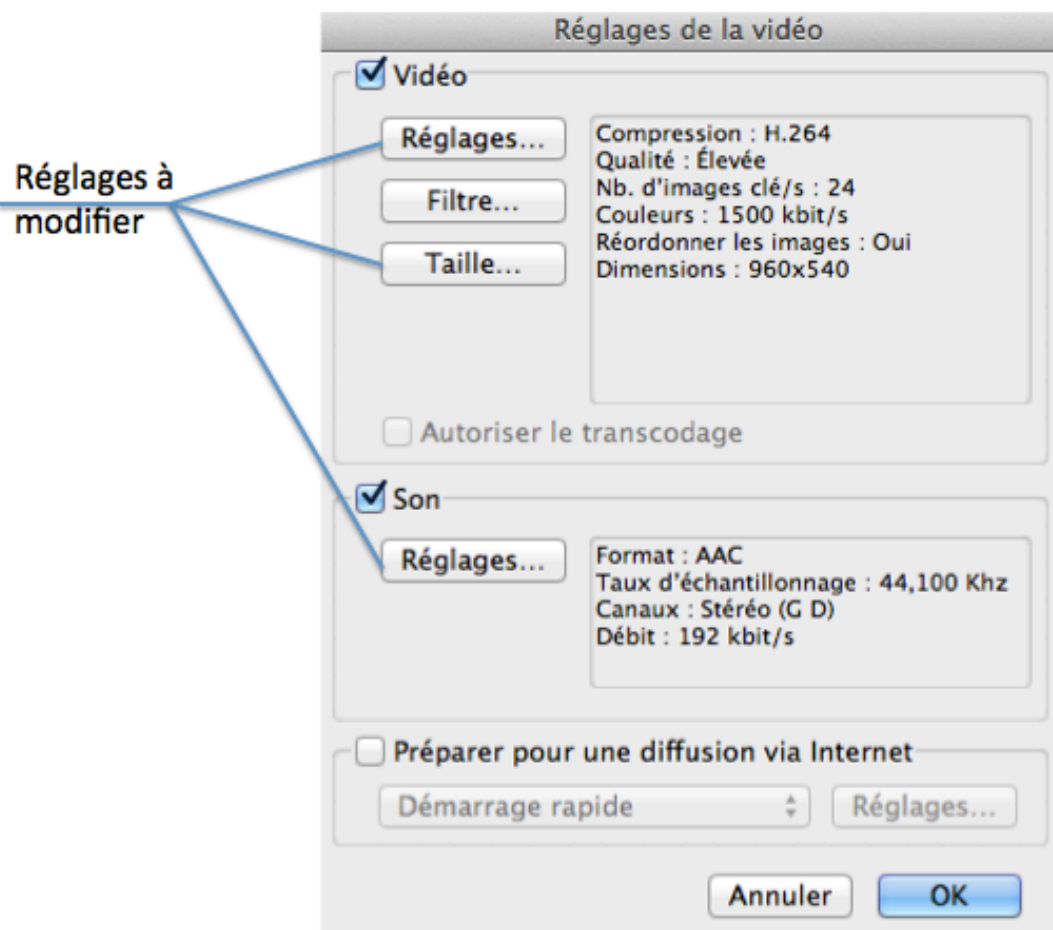 Réglages de la vidéo
Vidéo
Réglages...
Filtre...
Taille...
Compression : H.264
Qualité : Élevée
Nb. d'images clé/s : 24
Couleurs : 1500 kbit/s
Réordonner les images : Oui
Dimensions : 960x540
Réglages à
modifier
Autoriser le transcodage
Son
Réglages...
Format : AAC
Taux d'échantillonnage : 44,100 Khz
Canaux : Stéréo (G D)
Débit : 192 kbit/s
Préparer pour une diffusion via Internet
Démarrage rapide
Réglages...
Annuler
OK